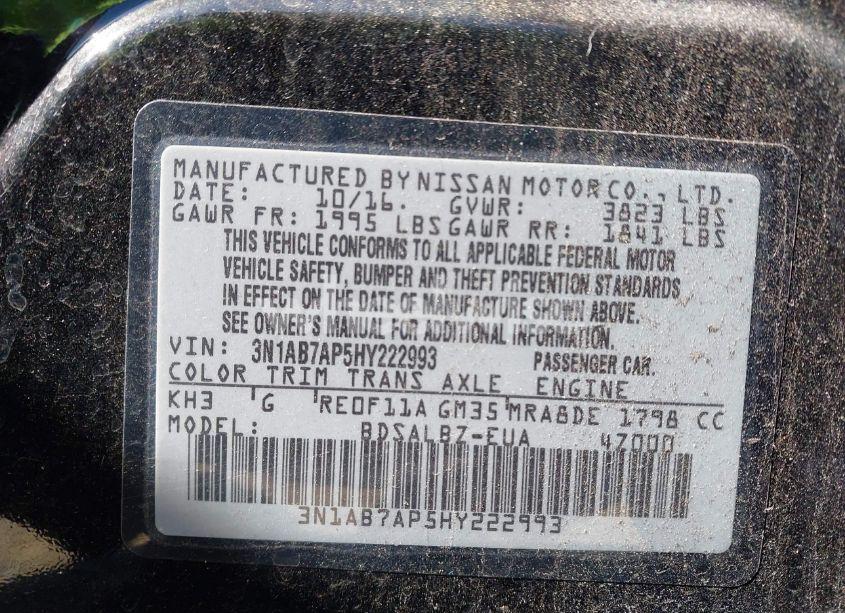 MANUFACTURED BY NISSAN MOTOR CO., LTD.
DATE: 10/16. GVWR: 3823 LBS
GAWR FR: 1995 LBS GAWR RR: 1841 LBS
THIS VEHICLE CONFORMS TO ALL APPLICABLE FEDERAL MOTOR
VEHICLE SAFETY, BUMPER AND THEFT PREVENTION STANDARDS
IN EFFECT ON THE DATE OF MANUFACTURE SHOWN ABOVE.
SEE OWNER'S MANUAL FOR ADDITIONAL INFORMATION.
VIN: 3N1AB7AP5HY222993 PASSENGER CAR.
COLOR TRIM TRANS AXLE ENGINE
KH3 G RE0F11A GM35 MRA8DE 1798 CC
MODEL: BDSALBZ-EUA 4Z000
3N1AB7AP5HY222993